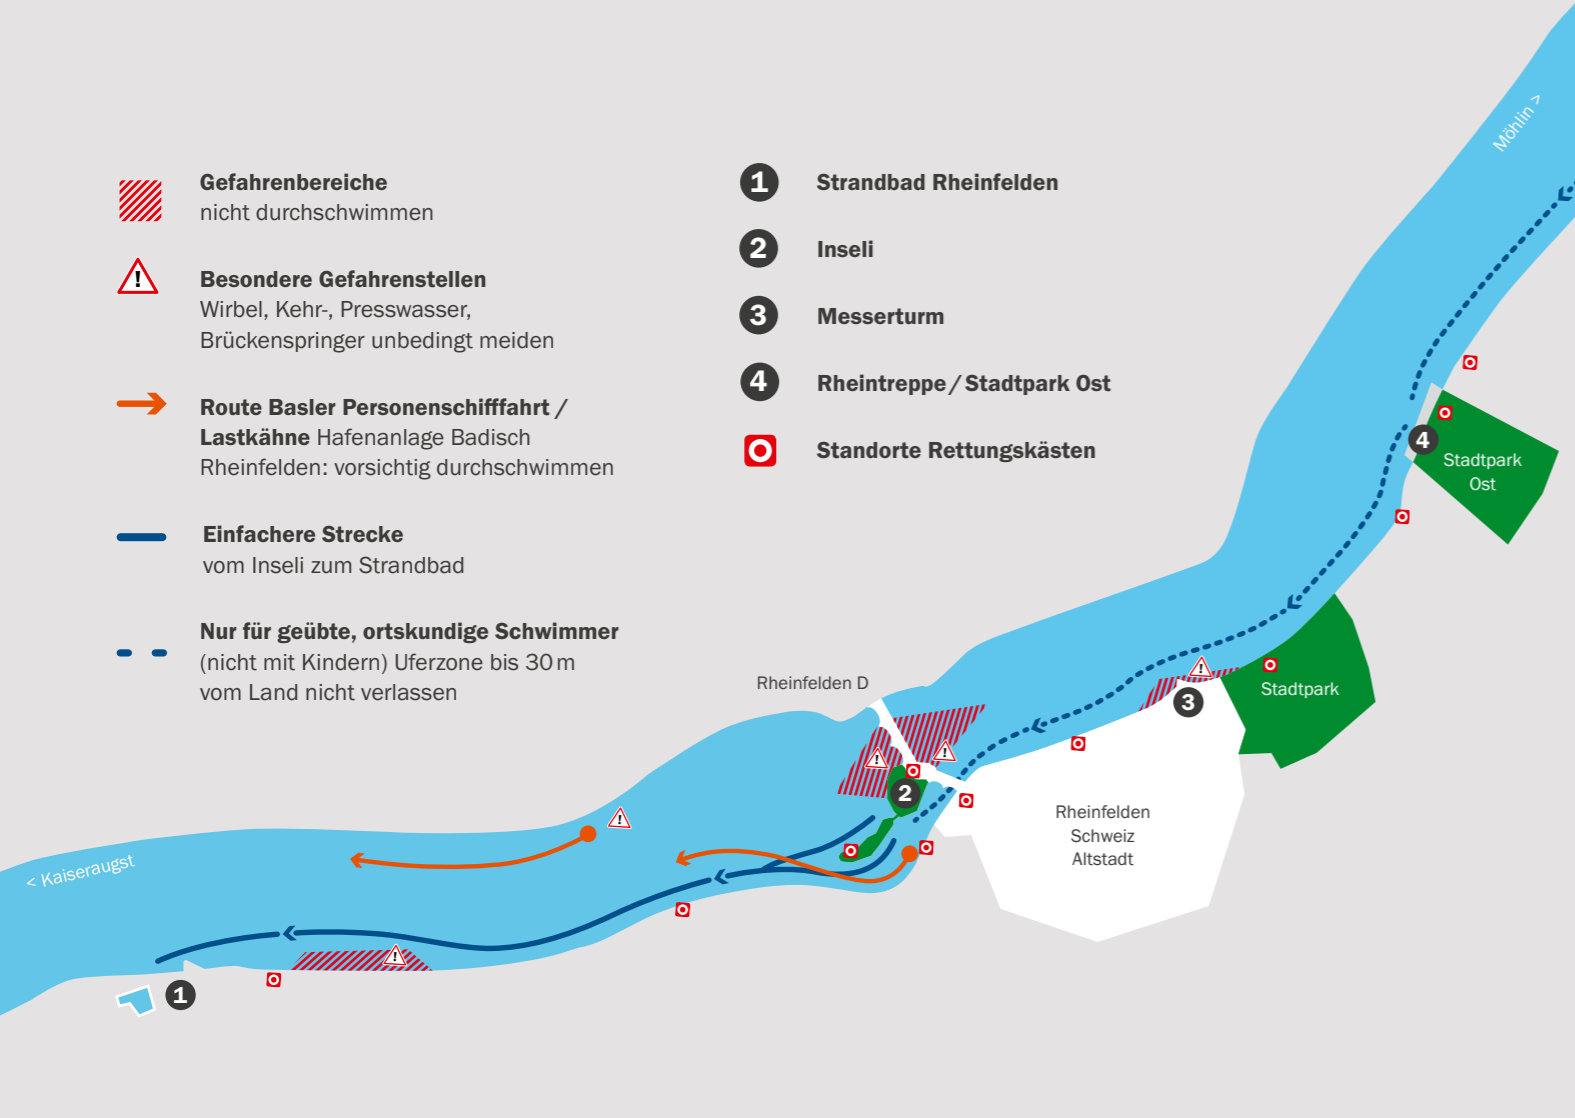 Gefahrenbereiche
nicht durchschwimmen
!
Besondere Gefahrenstellen
Wirbel, Kehr-, Presswasser,
Brückenspringer unbedingt meiden
Route Basler Personenschifffahrt /
Lastkähne Hafenanlage Badisch
Rheinfelden: vorsichtig durchschwimmen
Einfachere Strecke
vom Inseli zum Strandbad
Nur für geübte, ortskundige Schwimmer
(nicht mit Kindern) Uferzone bis 30 m
vom Land nicht verlassen
1 Strandbad Rheinfelden
2 Inseli
3 Messerturm
4 Rheintreppe / Stadtpark Ost
Standorte Rettungskästen
Möhlin >
4
Stadtpark
Ost
!
3
Stadtpark
Rheinfelden D
!
!
2
Rheinfelden
Schweiz
Altstadt
!
< Kaiseraugst
!
1